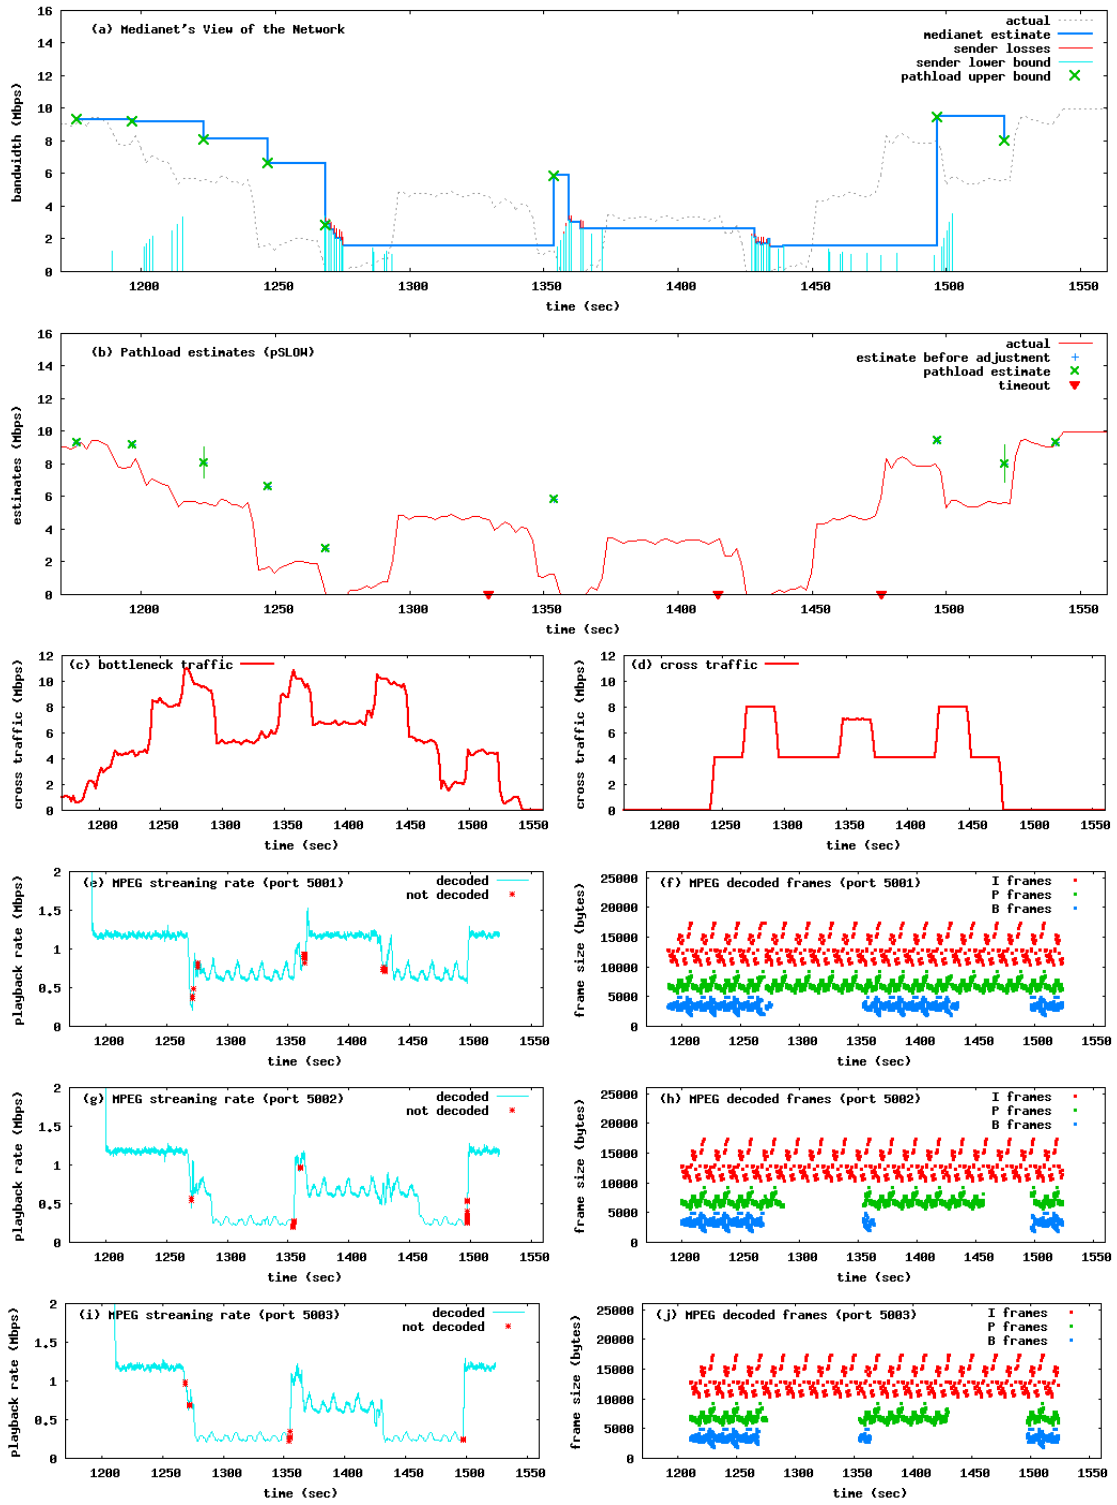 (a) Medianet's View of the Network
actual
medianet estimate
sender losses
sender lower bound
pathload upper bound
bandwidth (Mbps)
16
14
12
10
8
6
4
2
0
1200 1250 1300 1350 1400 1450 1500 1550
time (sec)
(b) Pathload estimates (pSLOW)
actual
estimate before adjustment
pathload estimate
timeout
estimates (Mbps)
16
14
12
10
8
6
4
2
0
1200 1250 1300 1350 1400 1450 1500 1550
time (sec)
(c) bottleneck traffic
cross traffic (Mbps)
12
10
8
6
4
2
0
1200 1250 1300 1350 1400 1450 1500 1550
time (sec)
(d) cross traffic
cross traffic (Mbps)
12
10
8
6
4
2
0
1200 1250 1300 1350 1400 1450 1500 1550
time (sec)
(e) MPEG streaming rate (port 5001)
decoded
not decoded
playback rate (Mbps)
2
1.5
1
0.5
0
1200 1250 1300 1350 1400 1450 1500 1550
time (sec)
(f) MPEG decoded frames (port 5001)
I frames
P frames
B frames
frame size (bytes)
25000
20000
15000
10000
5000
0
1200 1250 1300 1350 1400 1450 1500 1550
time (sec)
(g) MPEG streaming rate (port 5002)
decoded
not decoded
playback rate (Mbps)
2
1.5
1
0.5
0
1200 1250 1300 1350 1400 1450 1500 1550
time (sec)
(h) MPEG decoded frames (port 5002)
I frames
P frames
B frames
frame size (bytes)
25000
20000
15000
10000
5000
0
1200 1250 1300 1350 1400 1450 1500 1550
time (sec)
(i) MPEG streaming rate (port 5003)
decoded
not decoded
playback rate (Mbps)
2
1.5
1
0.5
0
1200 1250 1300 1350 1400 1450 1500 1550
time (sec)
(j) MPEG decoded frames (port 5003)
I frames
P frames
B frames
frame size (bytes)
25000
20000
15000
10000
5000
0
1200 1250 1300 1350 1400 1450 1500 1550
time (sec)